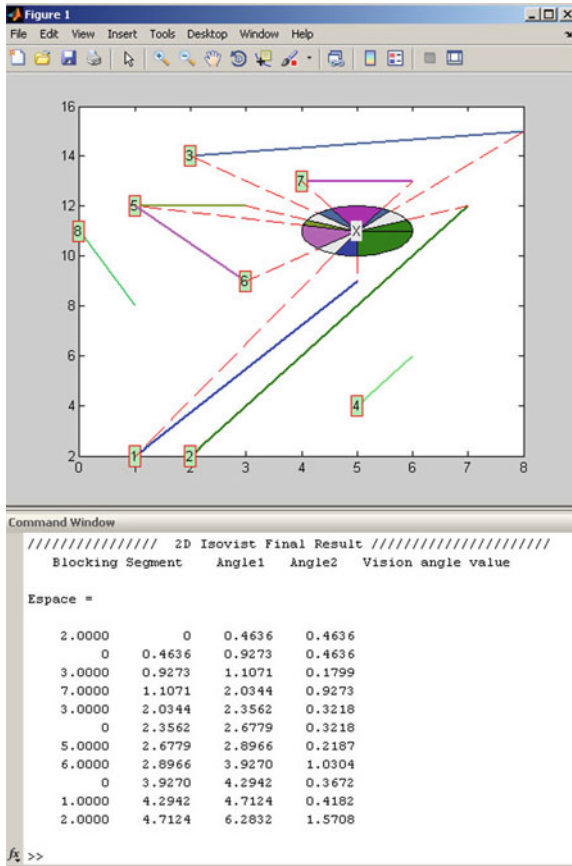 Figure 1
File Edit View Insert Tools Desktop Window Help
16
14
12
10
8
6
4
2
0 1 2 3 4 5 6 7 8
3
7
5
8
X
6
4
1
2
Command Window
//////////////// 2D Isovist Final Result //////////////////////
Blocking Segment Angle1 Angle2 Vision angle value
Espace =
2.0000 0 0.4636 0.4636
0 0.4636 0.9273 0.4636
3.0000 0.9273 1.1071 0.1799
7.0000 1.1071 2.0344 0.9273
3.0000 2.0344 2.3562 0.3218
0 2.3562 2.6779 0.3218
5.0000 2.6779 2.8966 0.2187
6.0000 2.8966 3.9270 1.0304
0 3.9270 4.2942 0.3672
1.0000 4.2942 4.7124 0.4182
2.0000 4.7124 6.2832 1.5708
fx >>